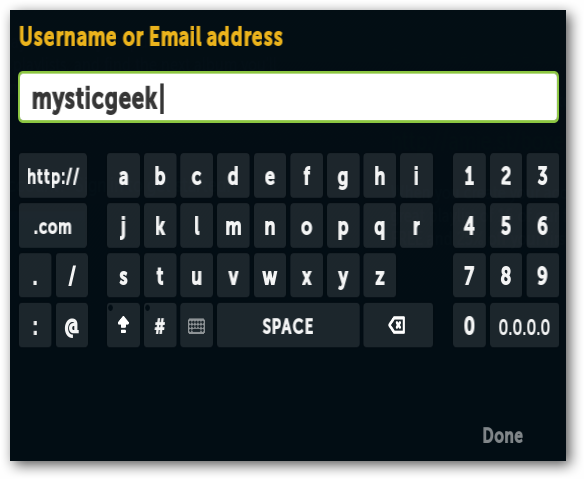 Username or Email address
mysticgeek
http:// a b c d e f g h i 1 2 3
.com j k l m n o p q r 4 5 6
. / s t u v w x y z 7 8 9
: @ # SPACE 0 0.0.0.0
Done